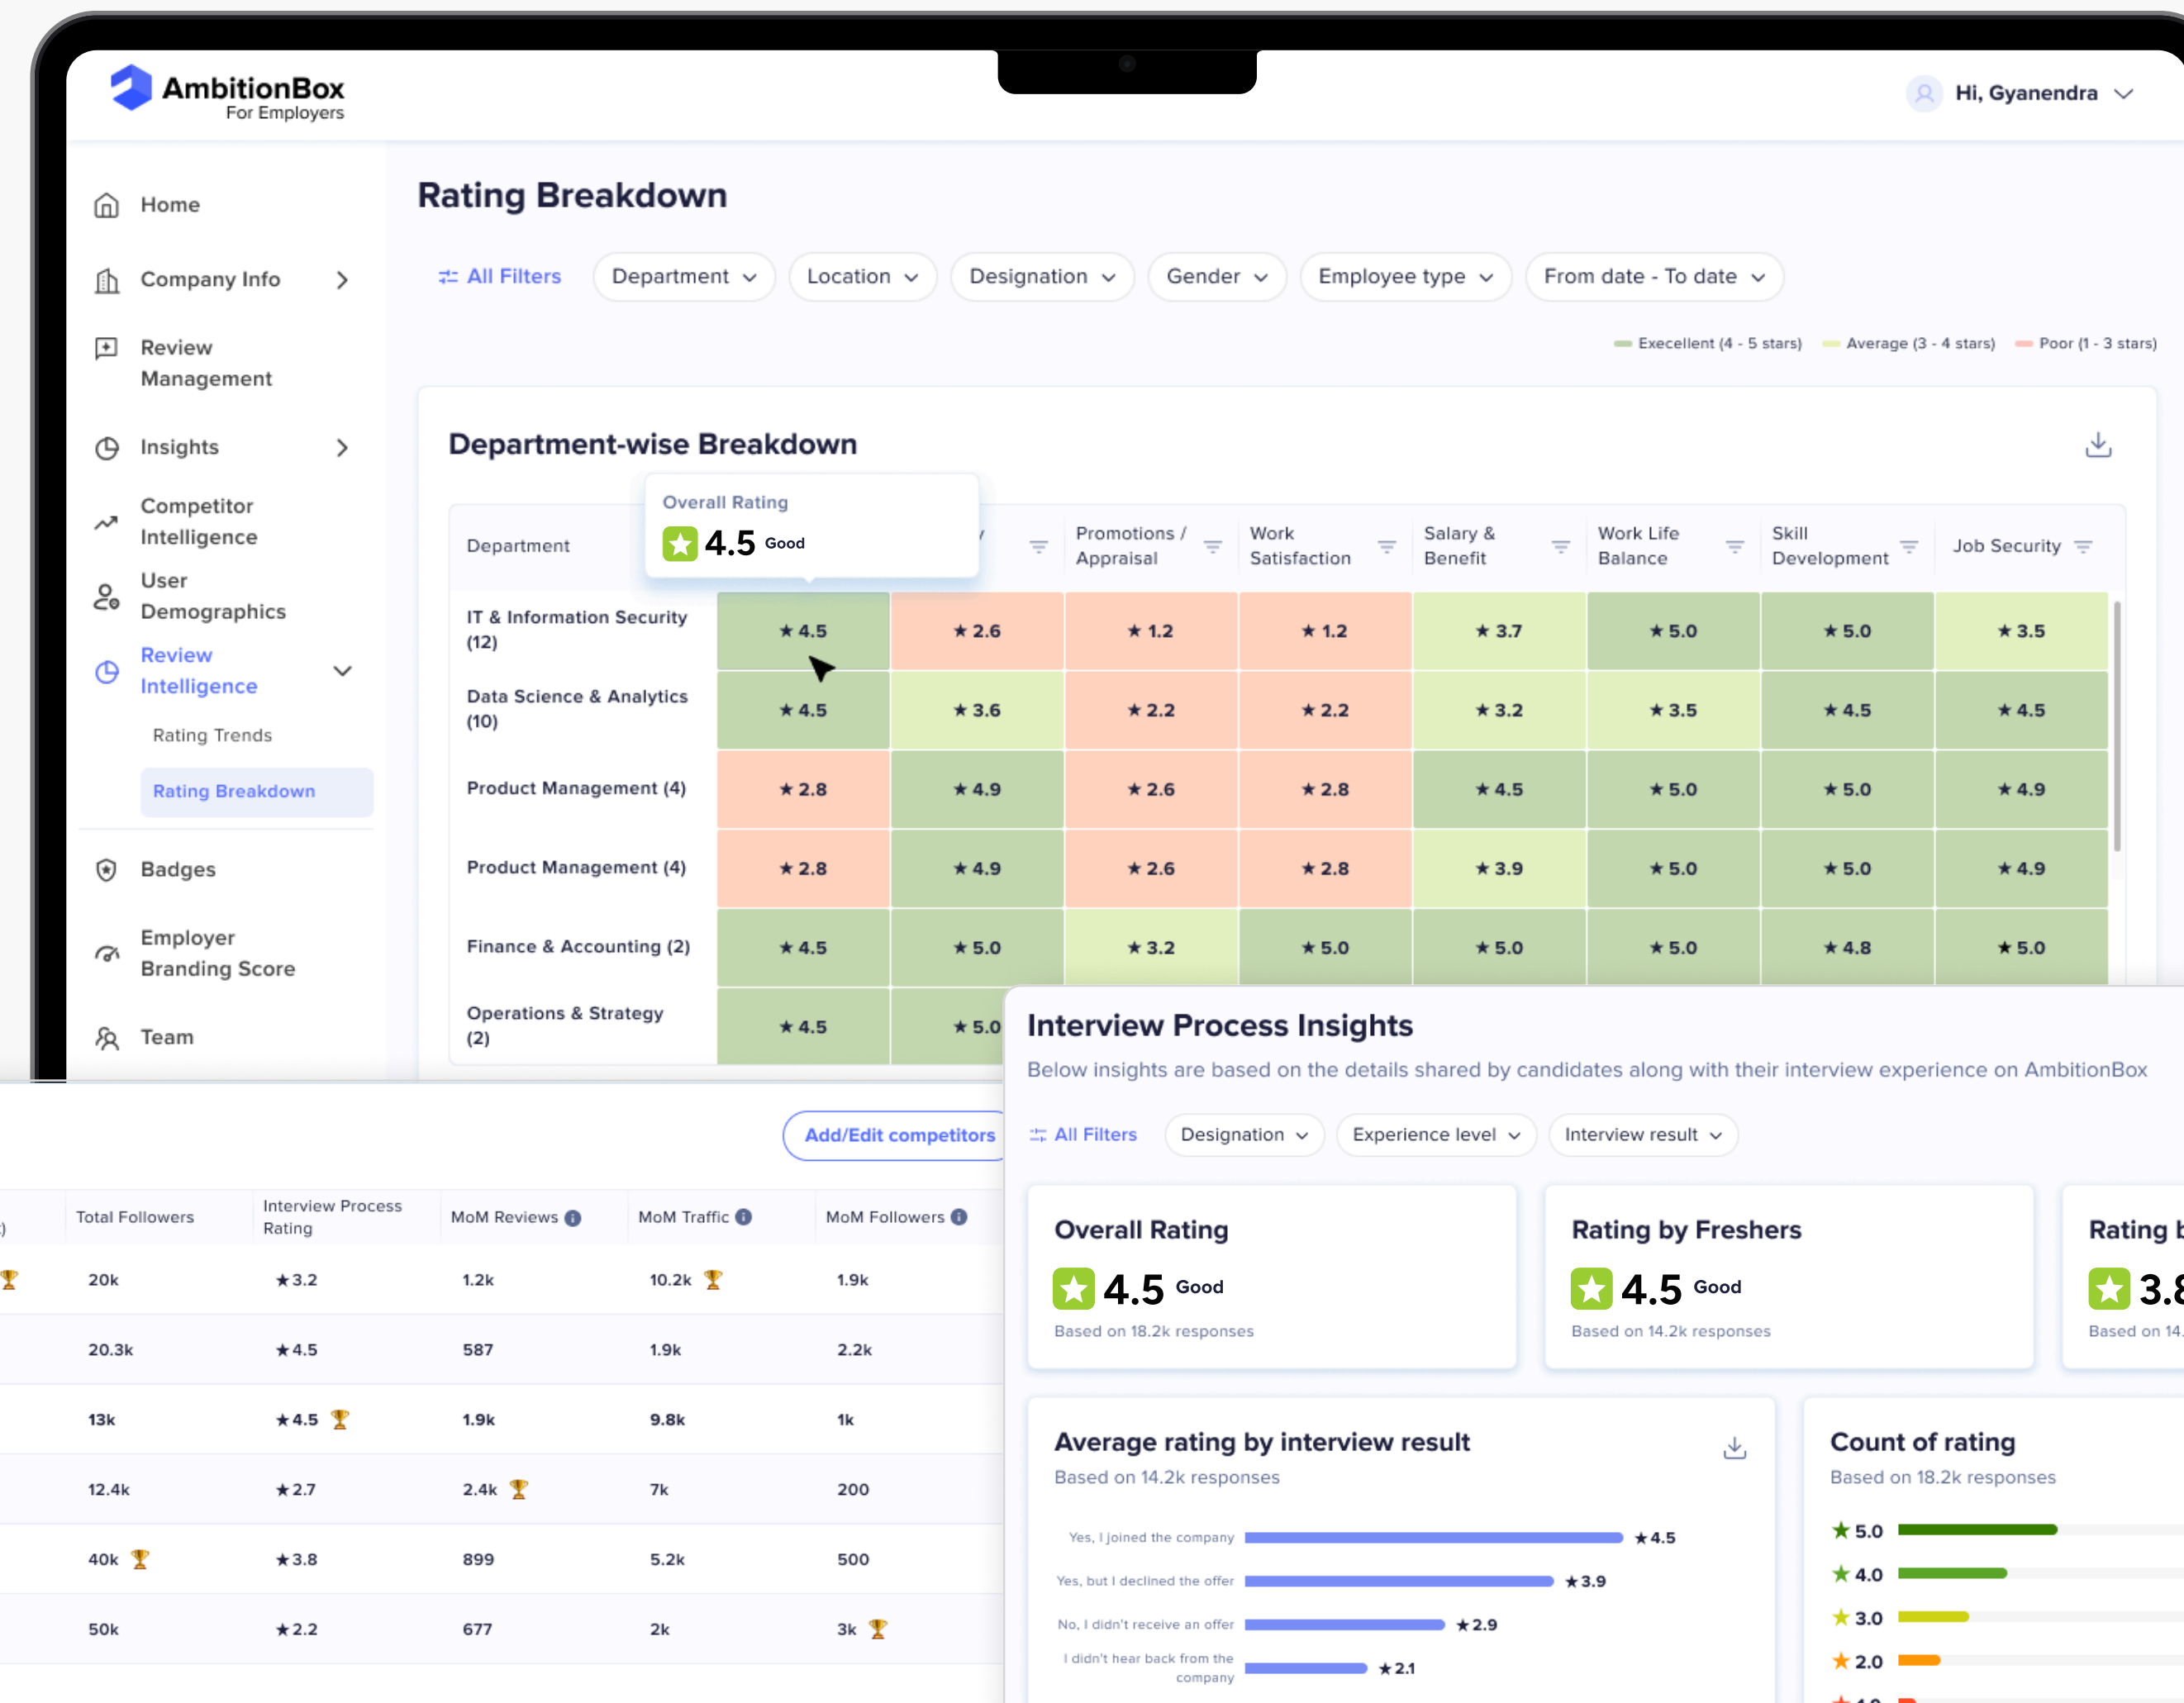 AmbitionBox
For Employers
Hi, Gyanendra
Home
Company Info
Review
Management
Insights
Competitor
Intelligence
User
Demographics
Review
Intelligence
Rating Trends
Rating Breakdown
Badges
Employer
Branding Score
Team
Rating Breakdown
All Filters Department Location Designation Gender Employee type From date - To date
Execellent (4 - 5 stars) Average (3 - 4 stars) Poor (1 - 3 stars)
Department-wise Breakdown
Overall Rating
4.5 Good
Department
Promotions /
Appraisal
Work
Satisfaction
Salary &
Benefit
Work Life
Balance
Skill
Development
Job Security
IT & Information Security
(12)
★ 4.5 ★ 2.6 ★ 1.2 ★ 1.2 ★ 3.7 ★ 5.0 ★ 5.0 ★ 3.5
Data Science & Analytics
(10)
★ 4.5 ★ 3.6 ★ 2.2 ★ 2.2 ★ 3.2 ★ 3.5 ★ 4.5 ★ 4.5
Product Management (4) ★ 2.8 ★ 4.9 ★ 2.6 ★ 2.8 ★ 4.5 ★ 5.0 ★ 5.0 ★ 4.9
Product Management (4) ★ 2.8 ★ 4.9 ★ 2.6 ★ 2.8 ★ 3.9 ★ 5.0 ★ 5.0 ★ 4.9
Finance & Accounting (2) ★ 4.5 ★ 5.0 ★ 3.2 ★ 5.0 ★ 5.0 ★ 5.0 ★ 4.8 ★ 5.0
Operations & Strategy
(2)
★ 4.5 ★ 5.0
Add/Edit competitors
Total Followers
Interview Process
Rating
MoM Reviews MoM Traffic MoM Followers
20k ★3.2 1.2k 10.2k 1.9k
20.3k ★4.5 587 1.9k 2.2k
13k ★4.5 1.9k 9.8k 1k
12.4k ★2.7 2.4k 7k 200
40k ★3.8 899 5.2k 500
50k ★2.2 677 2k 3k
Interview Process Insights
Below insights are based on the details shared by candidates along with their interview experience on AmbitionBox
All Filters Designation Experience level Interview result
Overall Rating
4.5 Good
Based on 18.2k responses
Rating by Freshers
4.5 Good
Based on 14.2k responses
Rating
3.8
Based on 14.
Average rating by interview result
Based on 14.2k responses
Yes, I joined the company ★4.5
Yes, but I declined the offer ★3.9
No, I didn't receive an offer ★2.9
I didn't hear back from the
company
★2.1
Count of rating
Based on 18.2k responses
★ 5.0
★ 4.0
★ 3.0
★ 2.0